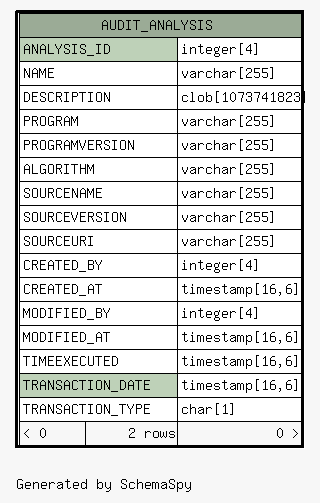 AUDIT_ANALYSIS
ANALYSIS_ID integer[4]
NAME varchar[255]
DESCRIPTION clob[1073741823
PROGRAM varchar[255]
PROGRAMVERSION varchar[255]
ALGORITHM varchar[255]
SOURCENAME varchar[255]
SOURCEVERSION varchar[255]
SOURCEURI varchar[255]
CREATED_BY integer[4]
CREATED_AT timestamp[16,6]
MODIFIED_BY integer[4]
MODIFIED_AT timestamp[16,6]
TIMEEXECUTED timestamp[16,6]
TRANSACTION_DATE timestamp[16,6]
TRANSACTION_TYPE char[1]
< 0 2 rows 0 >
Generated by SchemaSpy